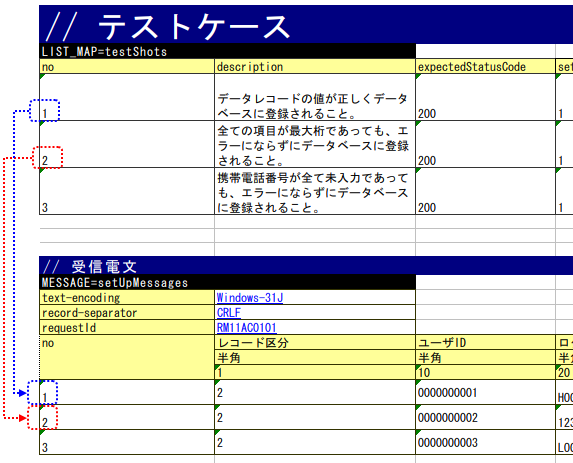 // テストケース
LIST_MAP=testShots
no description expectedStatusCode set
1 データレコードの値が正しくデータ
ベースに登録されること。 200 1
2 全ての項目が最大桁であっても、エ
ラーにならずにデータベースに登録
されること。 200 1
3 携帯電話番号が全て未入力であって
も、エラーにならずにデータベース
に登録されること。 200 1
// 受信電文
MESSAGE=setUpMessages
text-encoding Windows-31J
record-separator CRLF
requestId RM11AC0101
no レコード区分 ユーザID ロ
半角 半角 半
1 10 20
1 2 0000000001
2 2 0000000002 123
3 2 0000000003